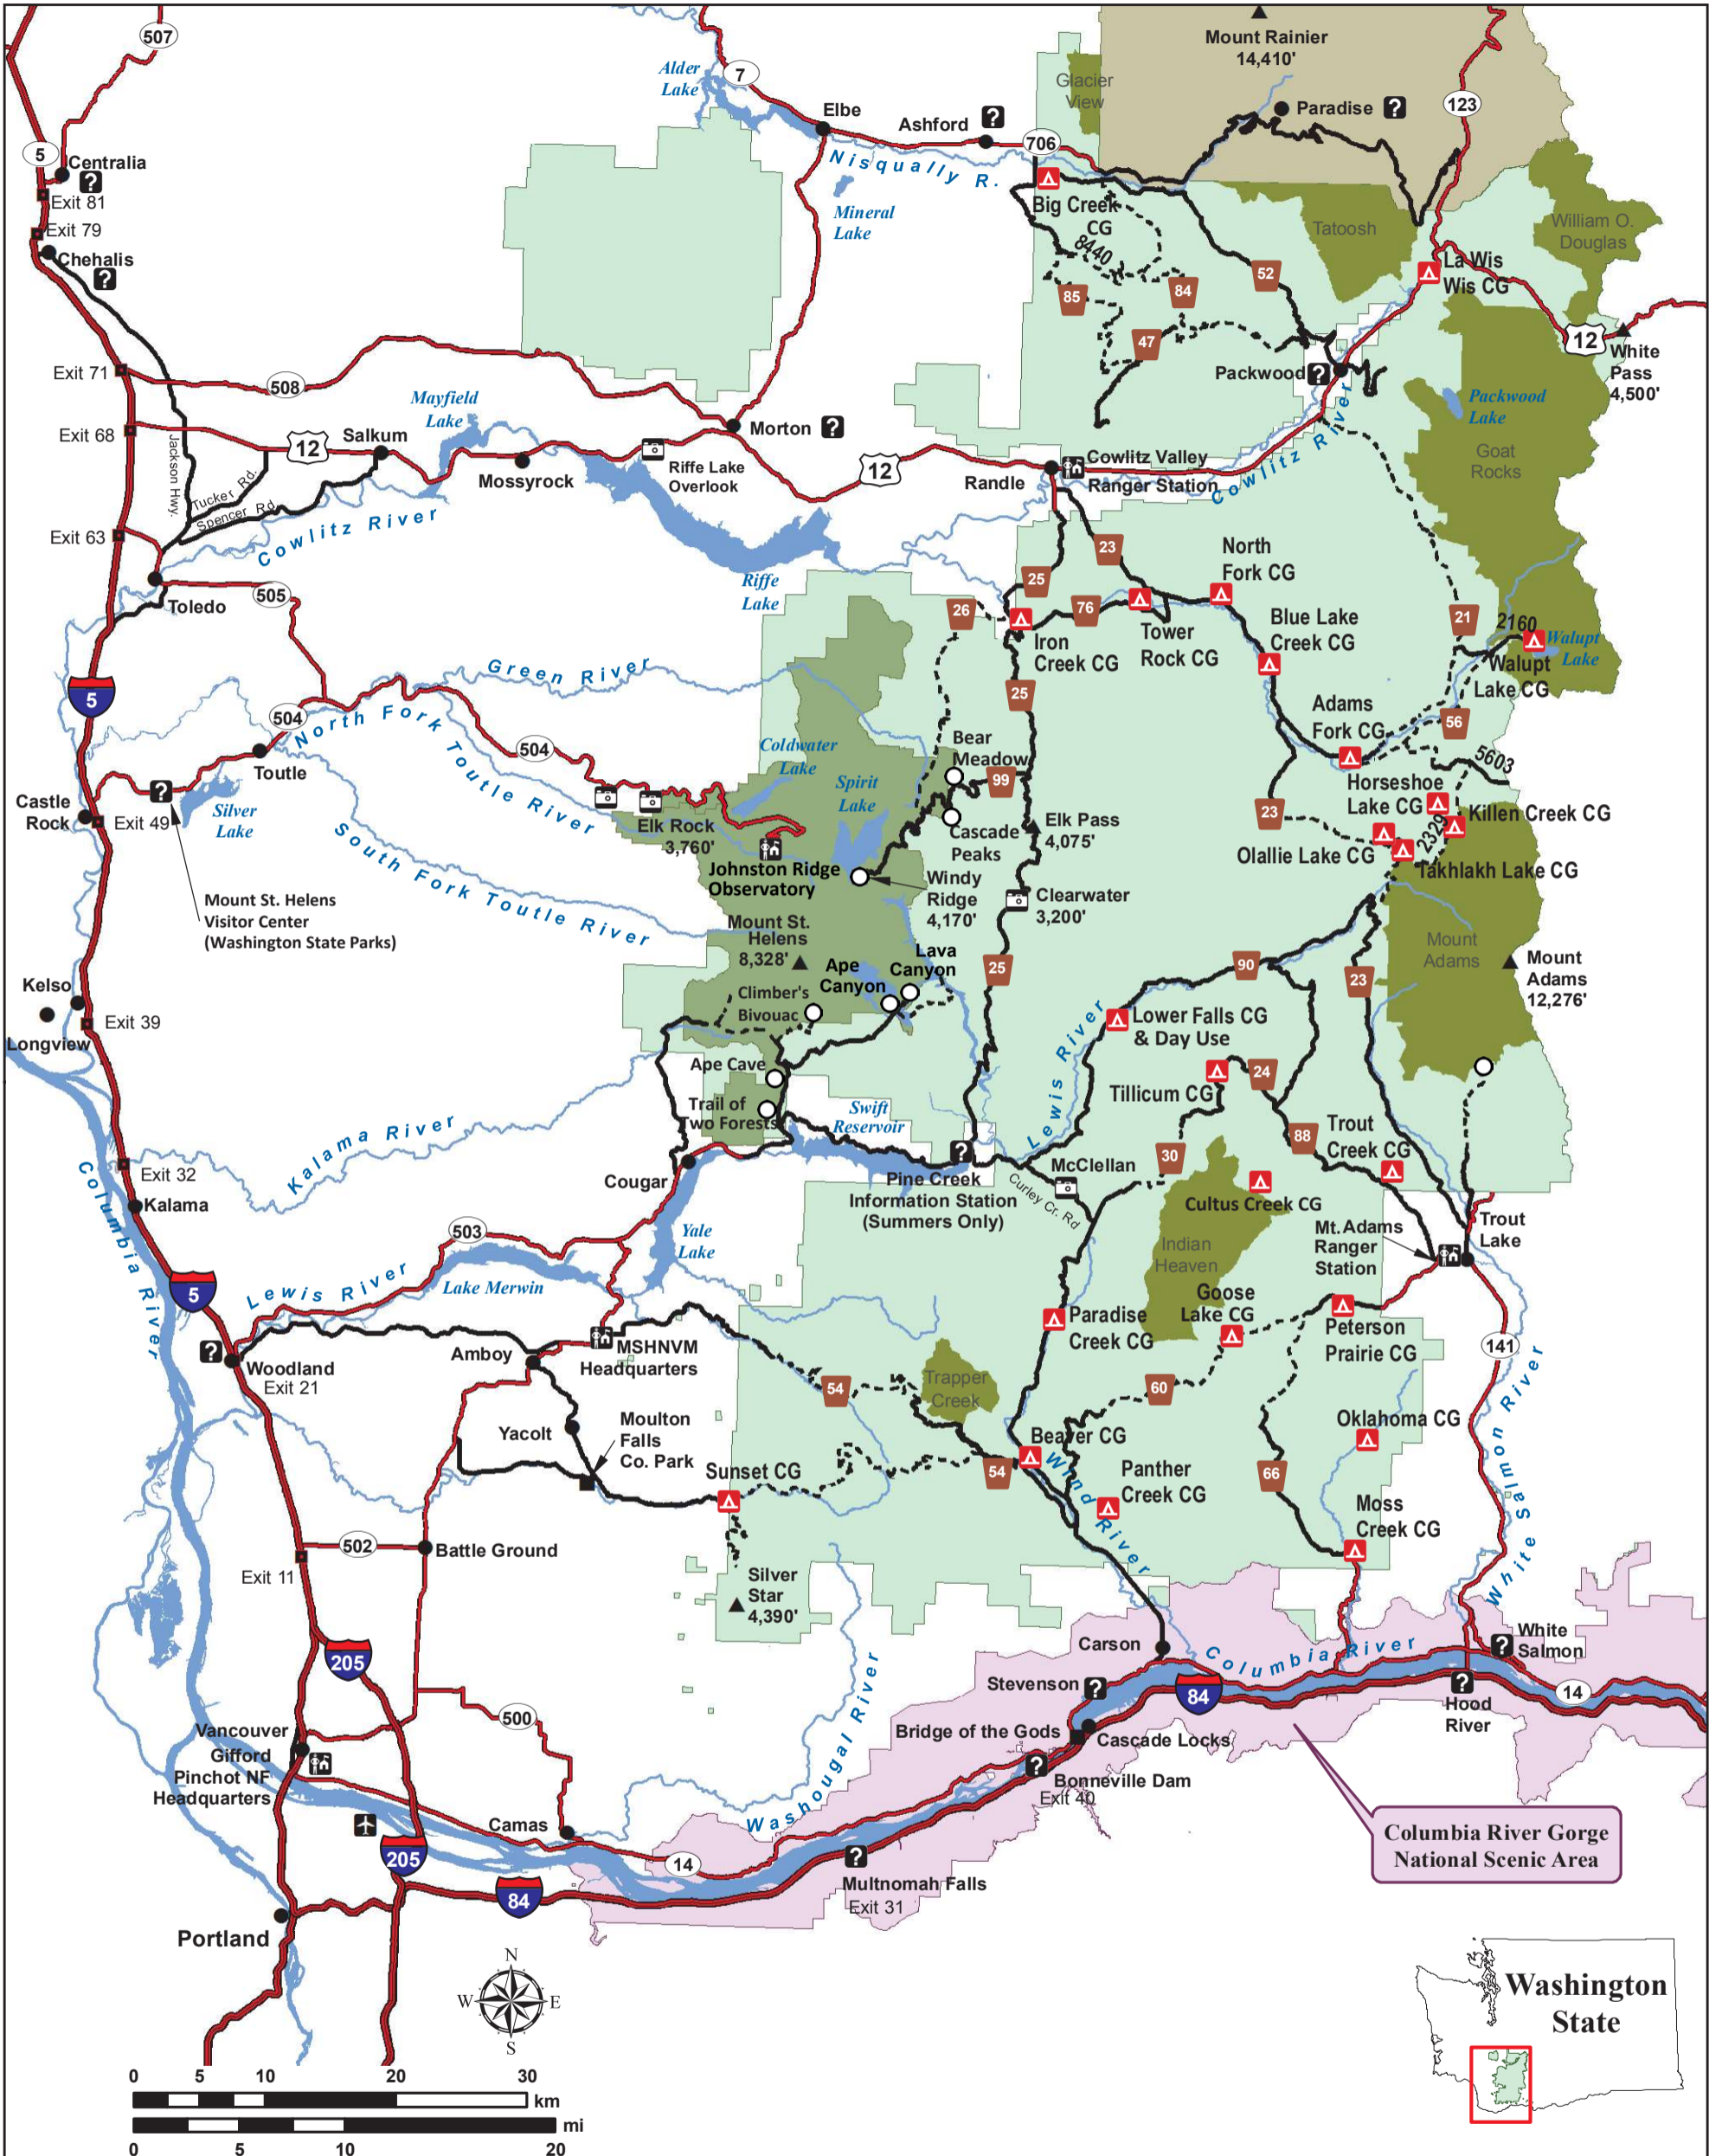 507
7
Alder
Lake
Elbe
Ashford
?
706
Glacier
View
Mount Rainier
14,410'
Paradise
?
123
5
Centralia
?
Exit 81
Exit 79
Chehalis
?
Nisqually R.
Mineral
Lake
Big Creek
CG
8440
85
84
47
52
Tatoosh
William O.
Douglas
La Wis
Wis CG
12
White
Pass
4,500'
Exit 71
508
Mayfield
Lake
Packwood
?
Packwood
Lake
Goat
Rocks
Exit 68
12
Salkum
Jackson Hwy.
Tucker Rd.
Spencer Rd
Mossyrock
Morton
?
Riffe Lake
Overlook
12
Randle
Cowlitz Valley
Ranger Station
Cowlitz River
Cowlitz River
Exit 63
Toledo
505
Riffe
Lake
23
25
26
76
North
Fork CG
Iron
Creek CG
Tower
Rock CG
Blue Lake
Creek CG
21
2160
Walupt
Lake
Walupt
Lake CG
5
Green River
25
Adams
Fork CG
56
5603
504
North Fork Toutle River
504
Toutle
Coldwater
Lake
Spirit
Lake
Bear
Meadow
99
Castle
Rock
?
Exit 49
Silver
Lake
Elk Rock
3,760'
Cascade
Peaks
Elk Pass
4,075'
23
Horseshoe
Lake CG
Killen Creek CG
2329
Olallie Lake CG
Takhlakh Lake CG
South Fork Toutle River
Johnston Ridge
Observatory
Windy
Ridge
4,170'
Clearwater
3,200'
Mount St. Helens
Visitor Center
(Washington State Parks)
Mount St.
Helens
8,328'
Ape
Canyon
Lava
Canyon
25
90
23
Mount
Adams
Mount
Adams
12,276'
Kelso
Exit 39
Longview
Climber's
Bivouac
Lower Falls CG
& Day Use
Lewis River
Ape Cave
Trail of
Two Forests
Swift
Reservoir
Tillicum CG
24
88
Trout
Creek CG
Kalama River
Exit 32
Kalama
Columbia River
Cougar
?
Pine Creek
Information Station
(Summers Only)
McClellan
Curley Cr. Rd
30
Cultus Creek CG
Mt.Adams
Ranger
Station
Trout
Lake
503
Yale
Lake
Indian
Heaven
5
Lewis River
Lake Merwin
Goose
Lake CG
Paradise
Creek CG
Peterson
Prairie CG
141
?
Woodland
Exit 21
Amboy
MSHNVM
Headquarters
54
Trapper
Creek
60
Yacolt
Moulton
Falls
Co. Park
Sunset CG
Beaver CG
54
Wind River
Panther
Creek CG
66
Oklahoma CG
Moss
Creek CG
White Salmon River
502
Battle Ground
Exit 11
Silver
Star
4,390'
205
Carson
Columbia River
?
White
Salmon
Stevenson
?
84
?
Hood
River
14
500
Vancouver
Gifford
Pinchot NF
Headquarters
Washougal River
Bridge of the Gods
Cascade Locks
?
Bonneville Dam
Exit 40
Camas
205
14
?
Multnomah Falls
Exit 31
84
Columbia River Gorge
National Scenic Area
Portland
N
W
E
S
Washington
State
0
5
10
20
30
km
mi
0
5
10
20